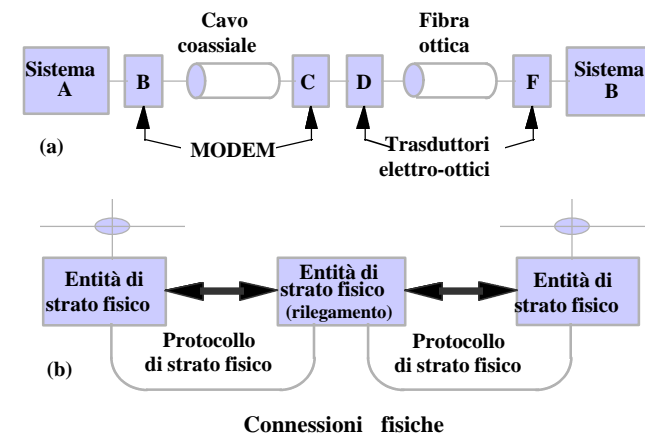 Cavo
coassiale
Fibra
ottica
Sistema
A
B
C
D
F
Sistema
B
(a)
MODEM
Trasduttori
elettro-ottici
Entità di
strato fisico
Entità di
strato fisico
(rilegamento)
Entità di
strato fisico
Protocollo
di strato fisico
Protocollo
di strato fisico
(b)
Connessioni fisiche